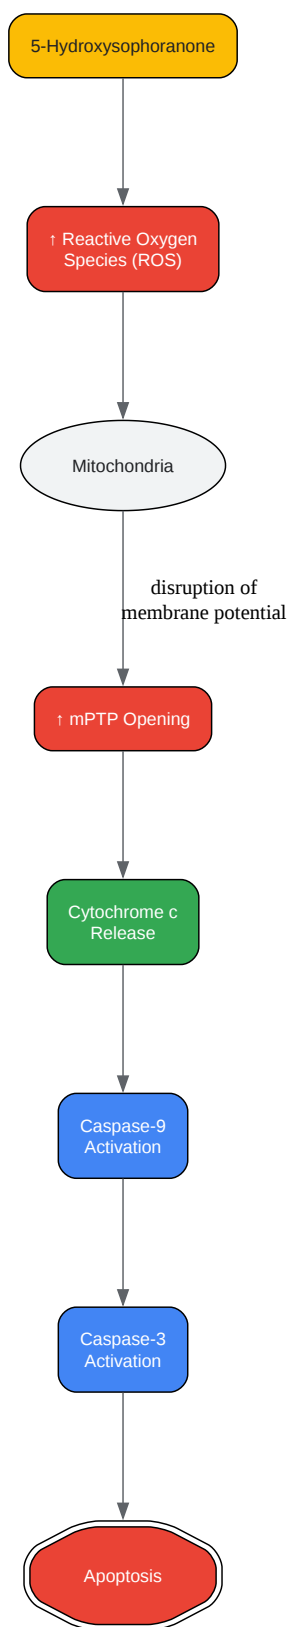 5-Hydroxysophoranone
↑ Reactive Oxygen
Species (ROS)
Mitochondria
disruption of
membrane potential
↑ mPTP Opening
Cytochrome c
Release
Caspase-9
Activation
Caspase-3
Activation
Apoptosis